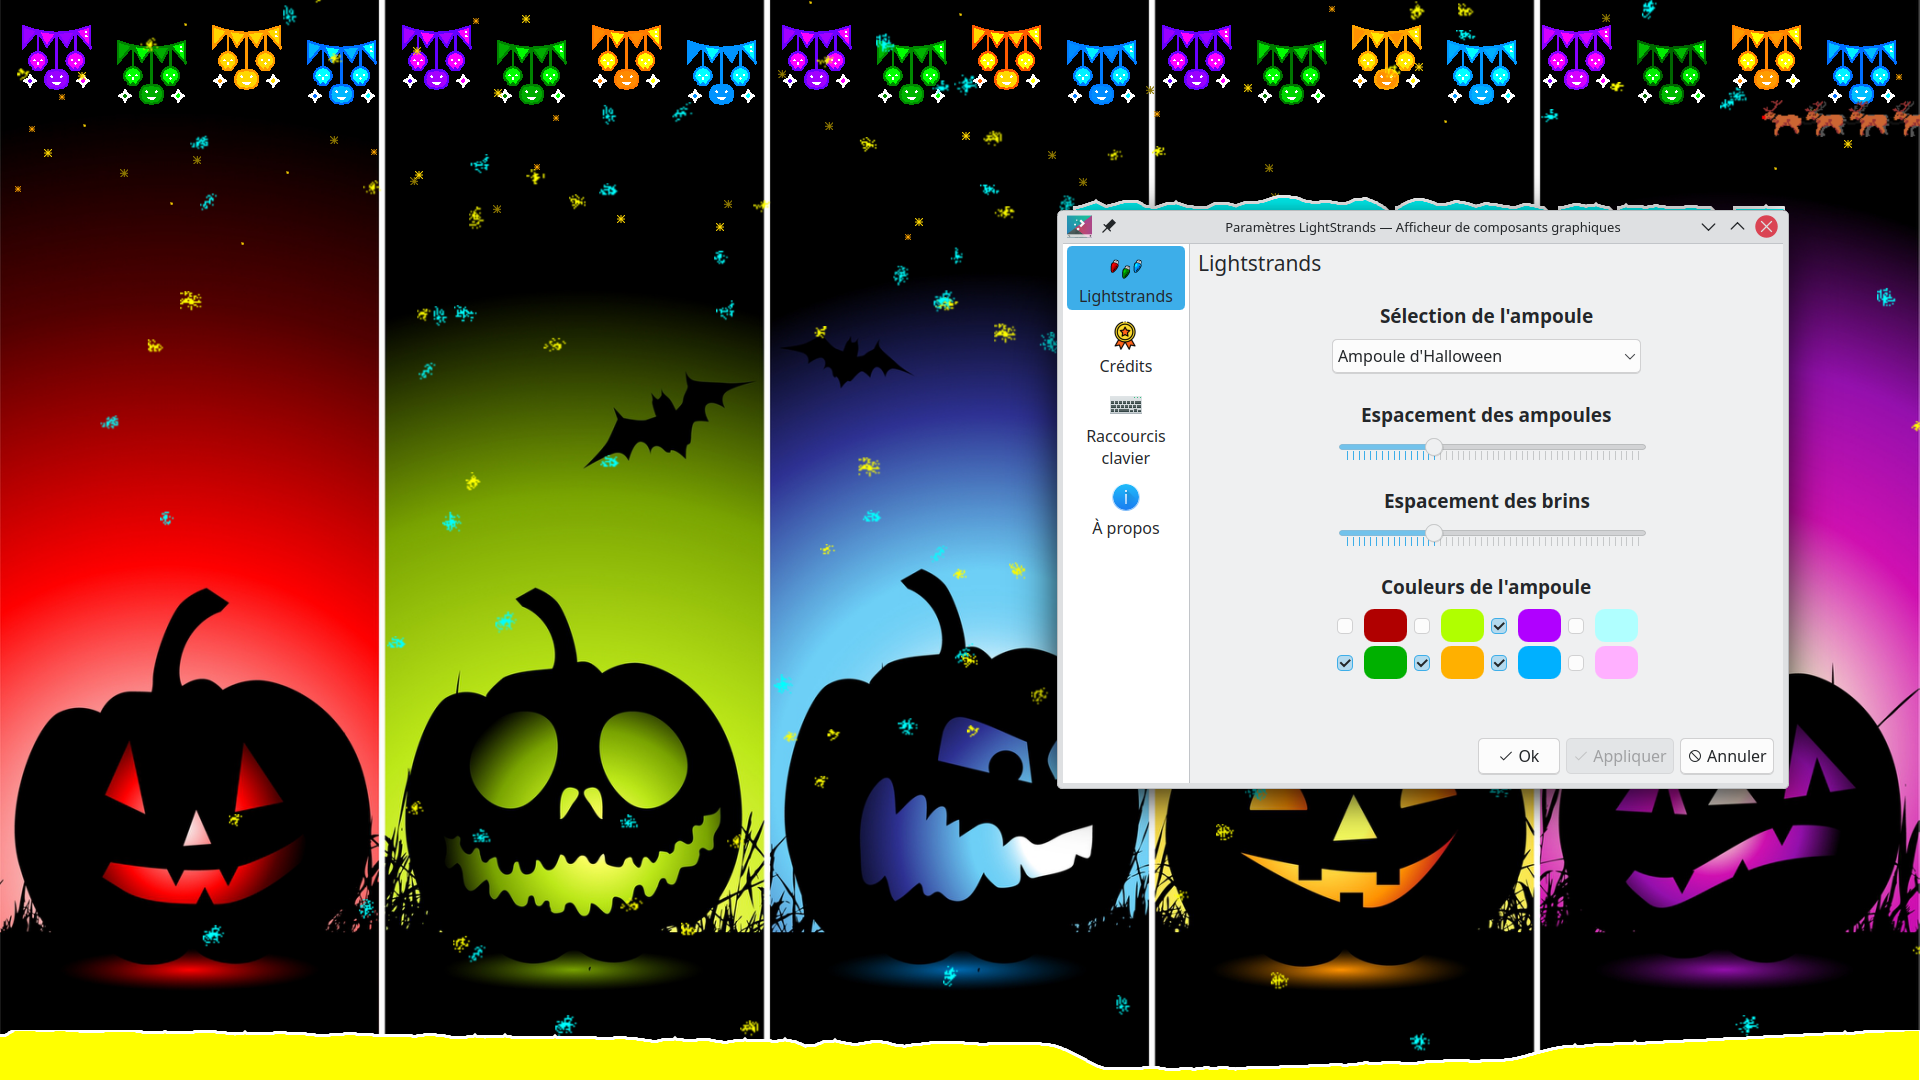 Paramètres LightStrands — Afficheur de composants graphiques
Lightstrands
Crédits
Raccourcis
clavier
À propos
Lightstrands
Sélection de l'ampoule
Ampoule d'Halloween
Espacement des ampoules
Espacement des brins
Couleurs de l'ampoule
Ok
Appliquer
Annuler